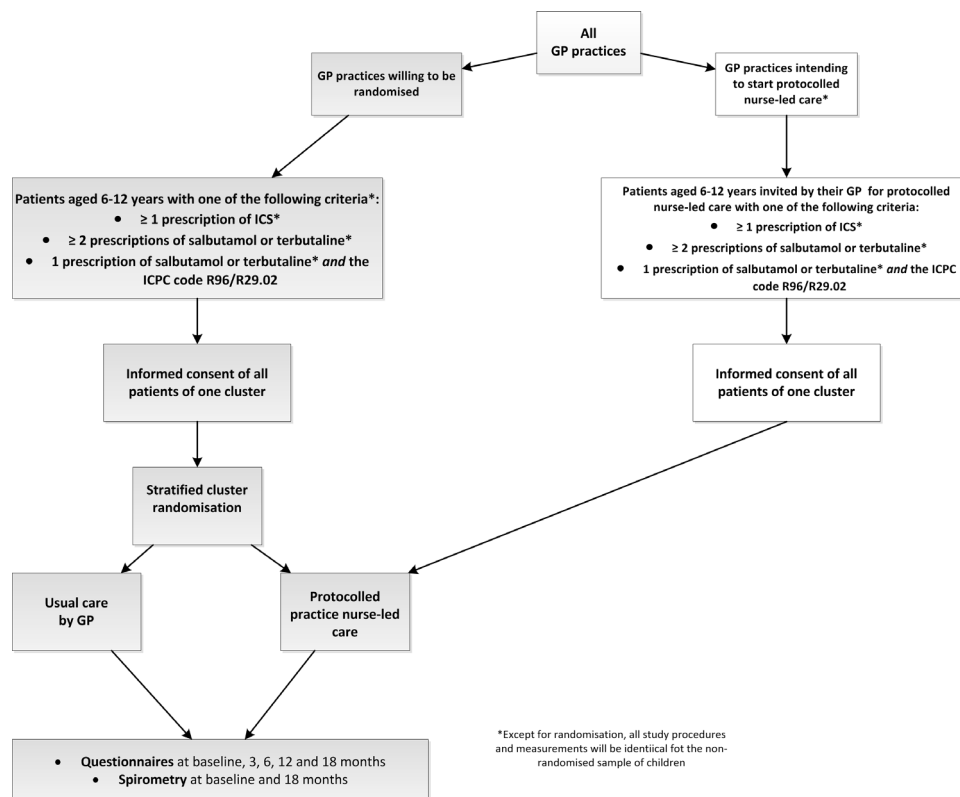 All
GP practices
GP practices willing to be
randomised
GP practices intending
to start protocolled
nurse-led care*
Patients aged 6-12 years with one of the following criteria*:
• ≥ 1 prescription of ICS*
• ≥ 2 prescriptions of salbutamol or terbutaline*
• 1 prescription of salbutamol or terbutaline* and the
ICPC code R96/R29.02
Patients aged 6-12 years invited by their GP for protocolled
nurse-led care with one of the following criteria:
• ≥ 1 prescription of ICS*
• ≥ 2 prescriptions of salbutamol or terbutaline*
• 1 prescription of salbutamol or terbutaline* and the ICPC
code R96/R29.02
Informed consent of all
patients of one cluster
Informed consent of all
patients of one cluster
Stratified cluster
randomisation
Usual care
by GP
Protocolled
practice nurse-led
care
• Questionnaires at baseline, 3, 6, 12 and 18 months
• Spirometry at baseline and 18 months
*Except for randomisation, all study procedures
and measurements will be identiical fot the non-
randomised sample of children